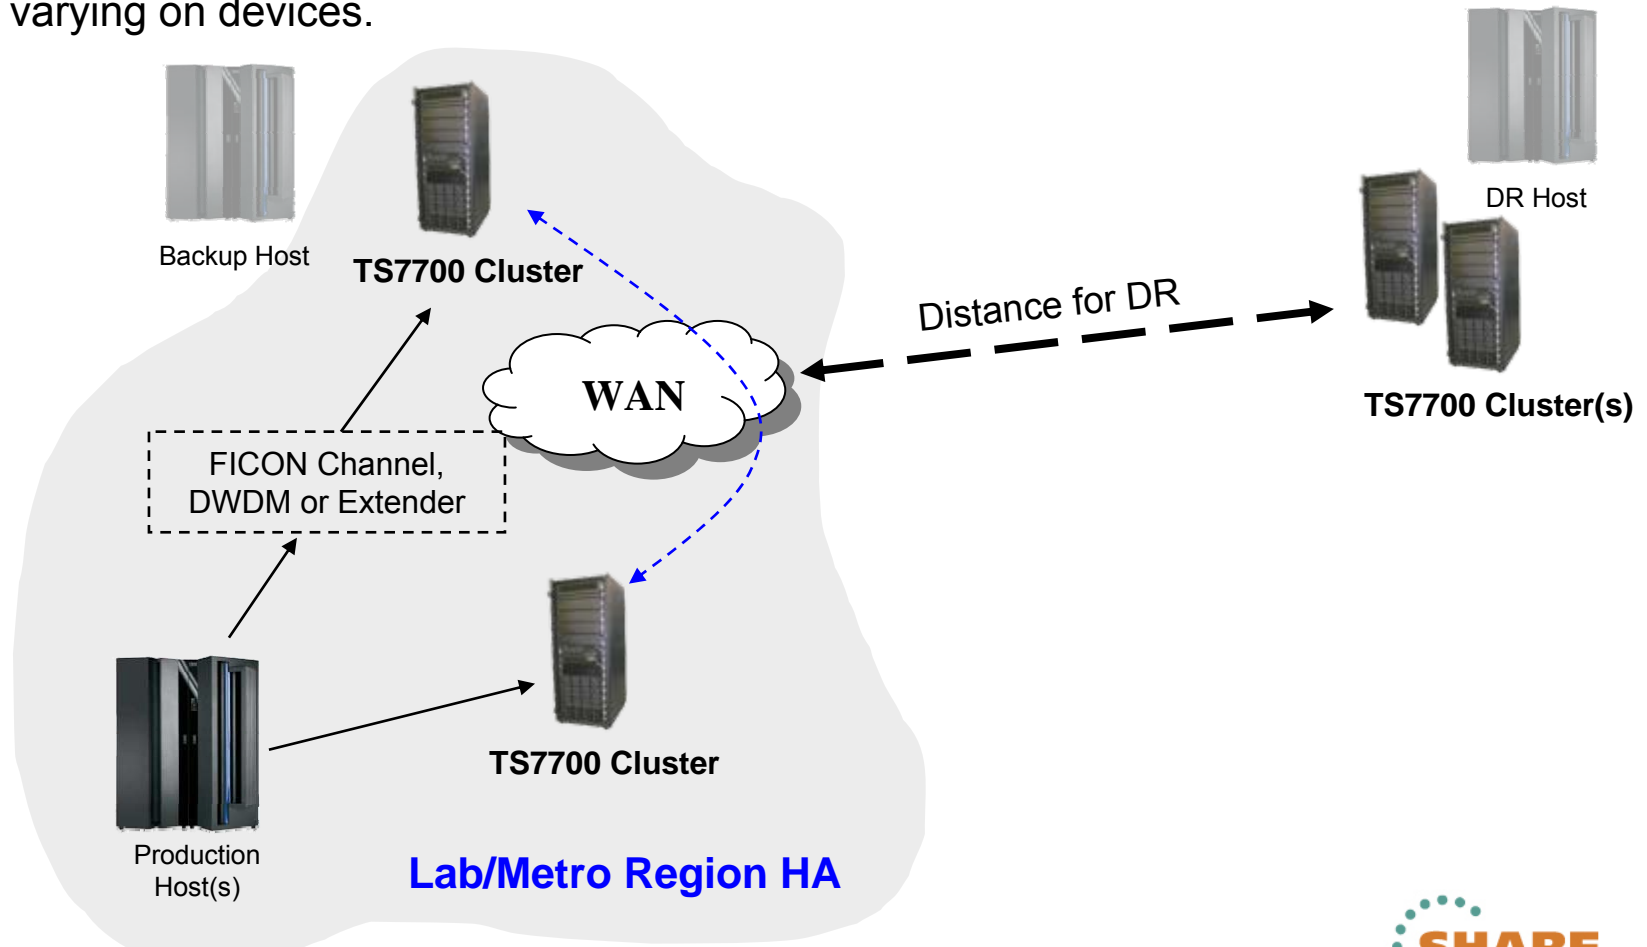 varying on devices.
Backup Host
TS7700 Cluster
DR Host
Distance for DR
TS7700 Cluster(s)
WAN
FICON Channel,
DWDM or Extender
TS7700 Cluster
Production
Host(s)
Lab/Metro Region HA
SHARE